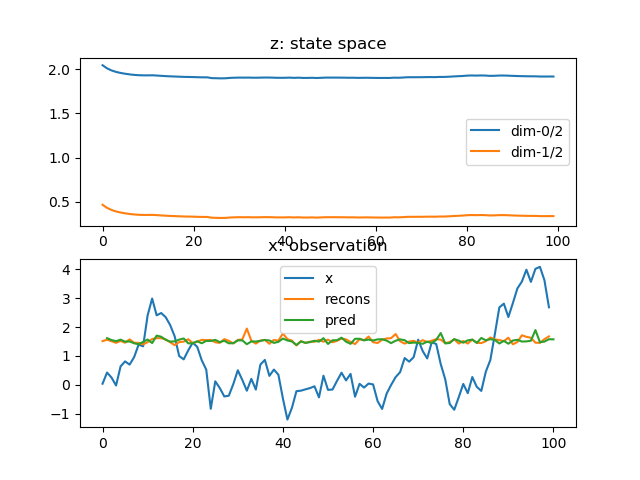 z: state space
2.0
1.5
1.0
0.5
dim-0/2
dim-1/2
0 20 40 60 80 100
x: observation
4
3
2
1
0
−1
x
recons
pred
0 20 40 60 80 100